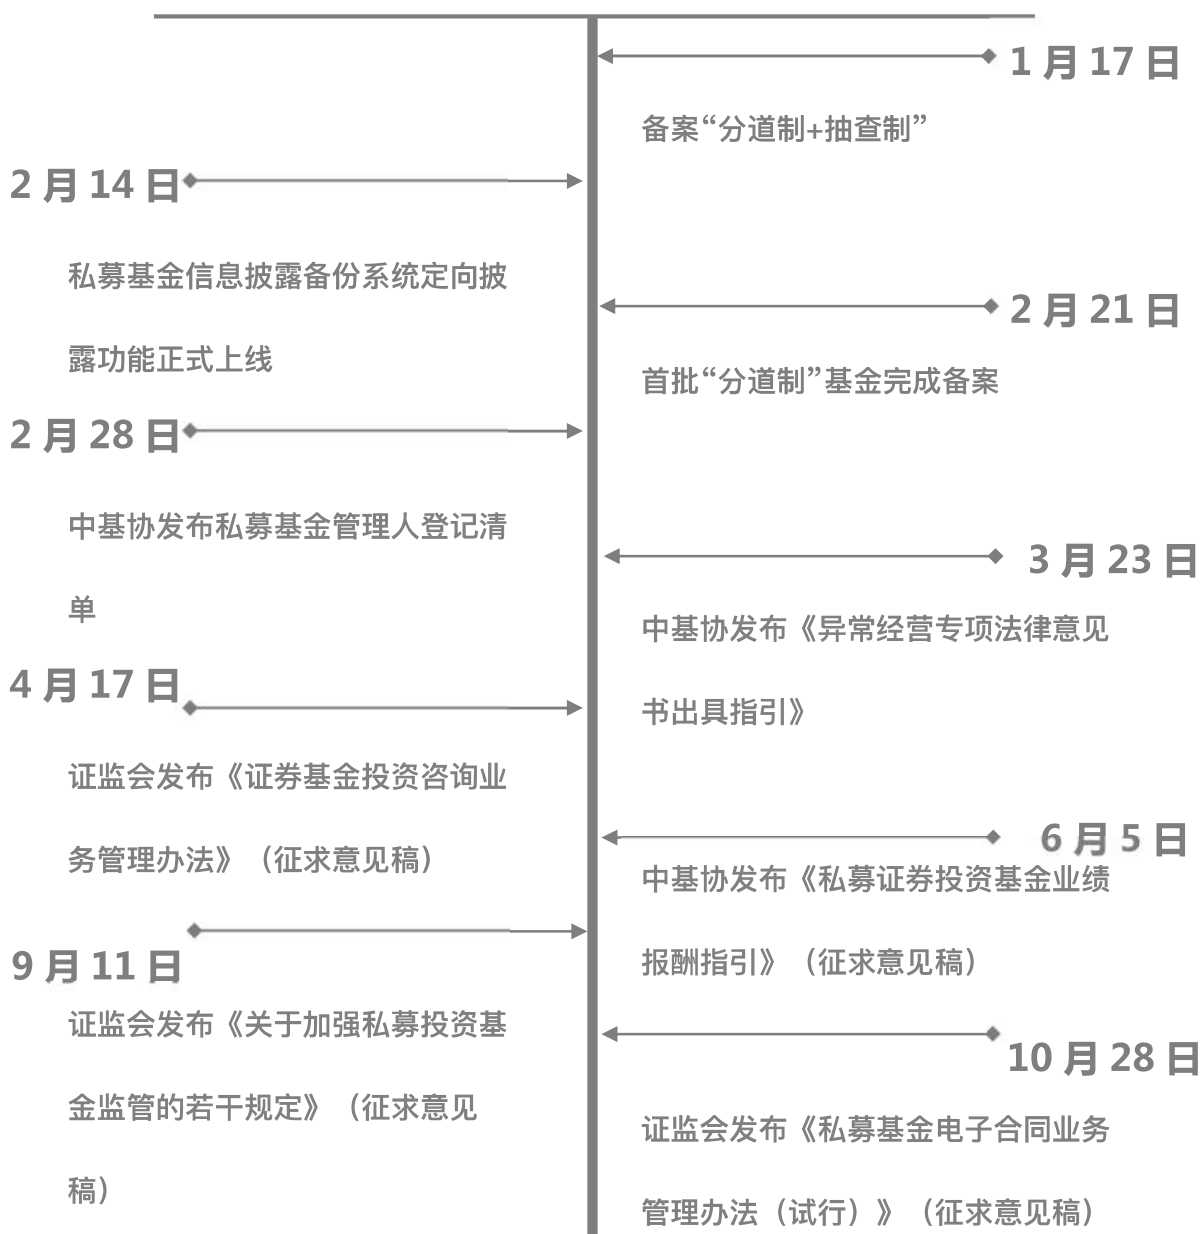 1 月 17 日
备案“分道制+抽查制”
2 月 14 日
私募基金信息披露备份系统定向披
露功能正式上线
2 月 21 日
首批“分道制”基金完成备案
2 月 28 日
中基协发布私募基金管理人登记清
单
3 月 23 日
中基协发布《异常经营专项法律意见
书出具指引》
4 月 17 日
证监会发布《证券基金投资咨询业
务管理办法》（征求意见稿）
6 月 5 日
中基协发布《私募证券投资基金业绩
报酬指引》（征求意见稿）
9 月 11 日
证监会发布《关于加强私募投资基
金监管的若干规定》（征求意见
稿）
10 月 28 日
证监会发布《私募基金电子合同业务
管理办法（试行）》（征求意见稿）